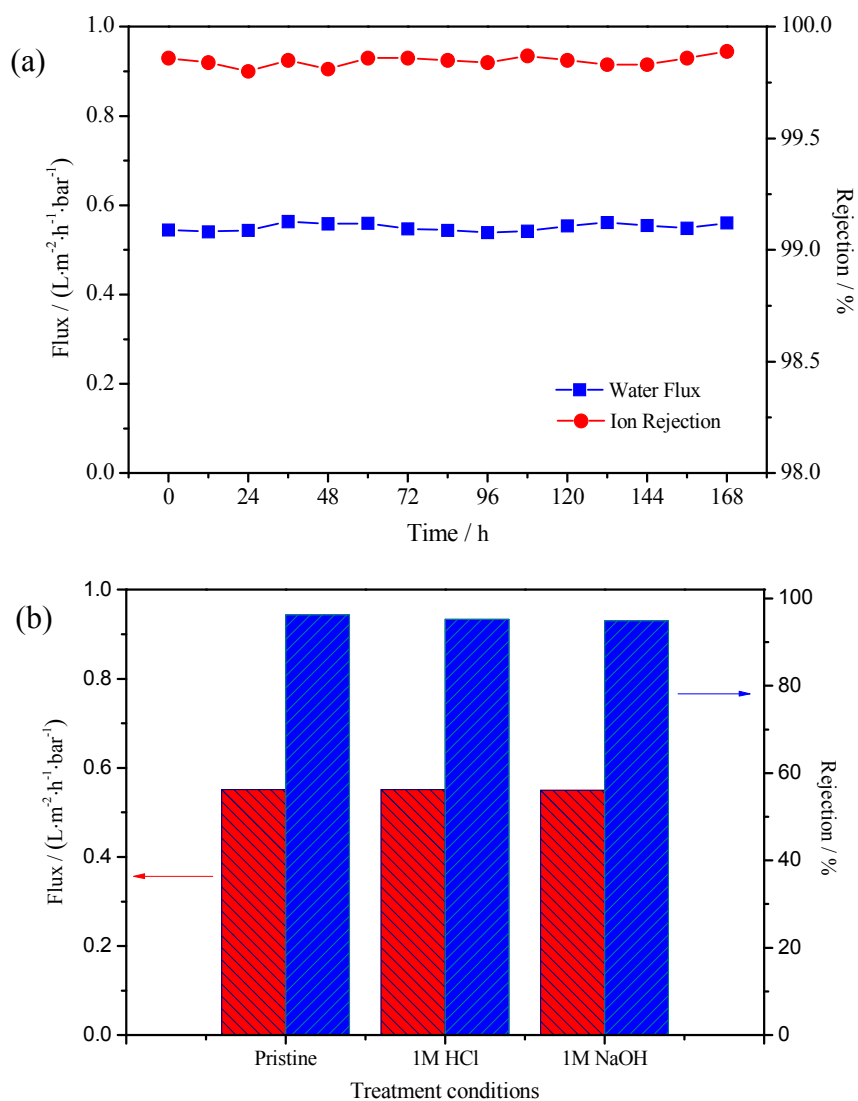 (a)
Flux / (L·m⁻²·h⁻¹·bar⁻¹)
1.0
0.8
0.6
0.4
0.2
0.0
100.0
99.5
99.0
98.5
98.0
Rejection / %
Water Flux
Ion Rejection
0 24 48 72 96 120 144 168
Time / h
(b)
Flux / (L·m⁻²·h⁻¹·bar⁻¹)
1.0
0.8
0.6
0.4
0.2
0.0
100
80
60
40
20
0
Rejection / %
Pristine 1M HCl 1M NaOH
Treatment conditions